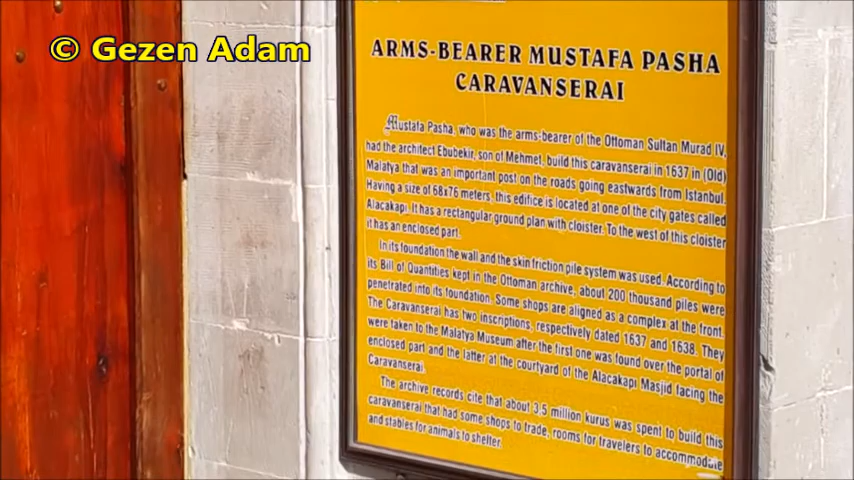 © Gezen Adam
ARMS-BEARER MUSTAFA PASHA
CARAVANSERAI
Mustafa Pasha, who was the arms-bearer of the Ottoman Sultan Murad IV,
had the architect Ebubekir, son of Mehmet, build this caravanserai in 1637 in (Old)
Malatya that was an important post on the roads going eastwards from Istanbul.
Having a size of 68x76 meters, this edifice is located at one of the city gates called
Alacakapı. It has a rectangular ground plan with cloister. To the west of this cloister
it has an enclosed part.
In its foundation the wall and the skin friction pile system was used. According to
its Bill of Quantities kept in the Ottoman archive, about 200 thousand piles were
penetrated into its foundation. Some shops are aligned as a complex at the front.
The Caravanserai has two inscriptions, respectively dated 1637 and 1638. They
were taken to the Malatya Museum after the first one was found over the portal of
enclosed part and the latter at the courtyard of the Alacakapı Masjid facing the
Caravanserai.
The archive records cite that about 3,5 million kurus was spent to build this
caravanserai that had some shops to trade, rooms for travelers to accommodate
and stables for animals to shelter.